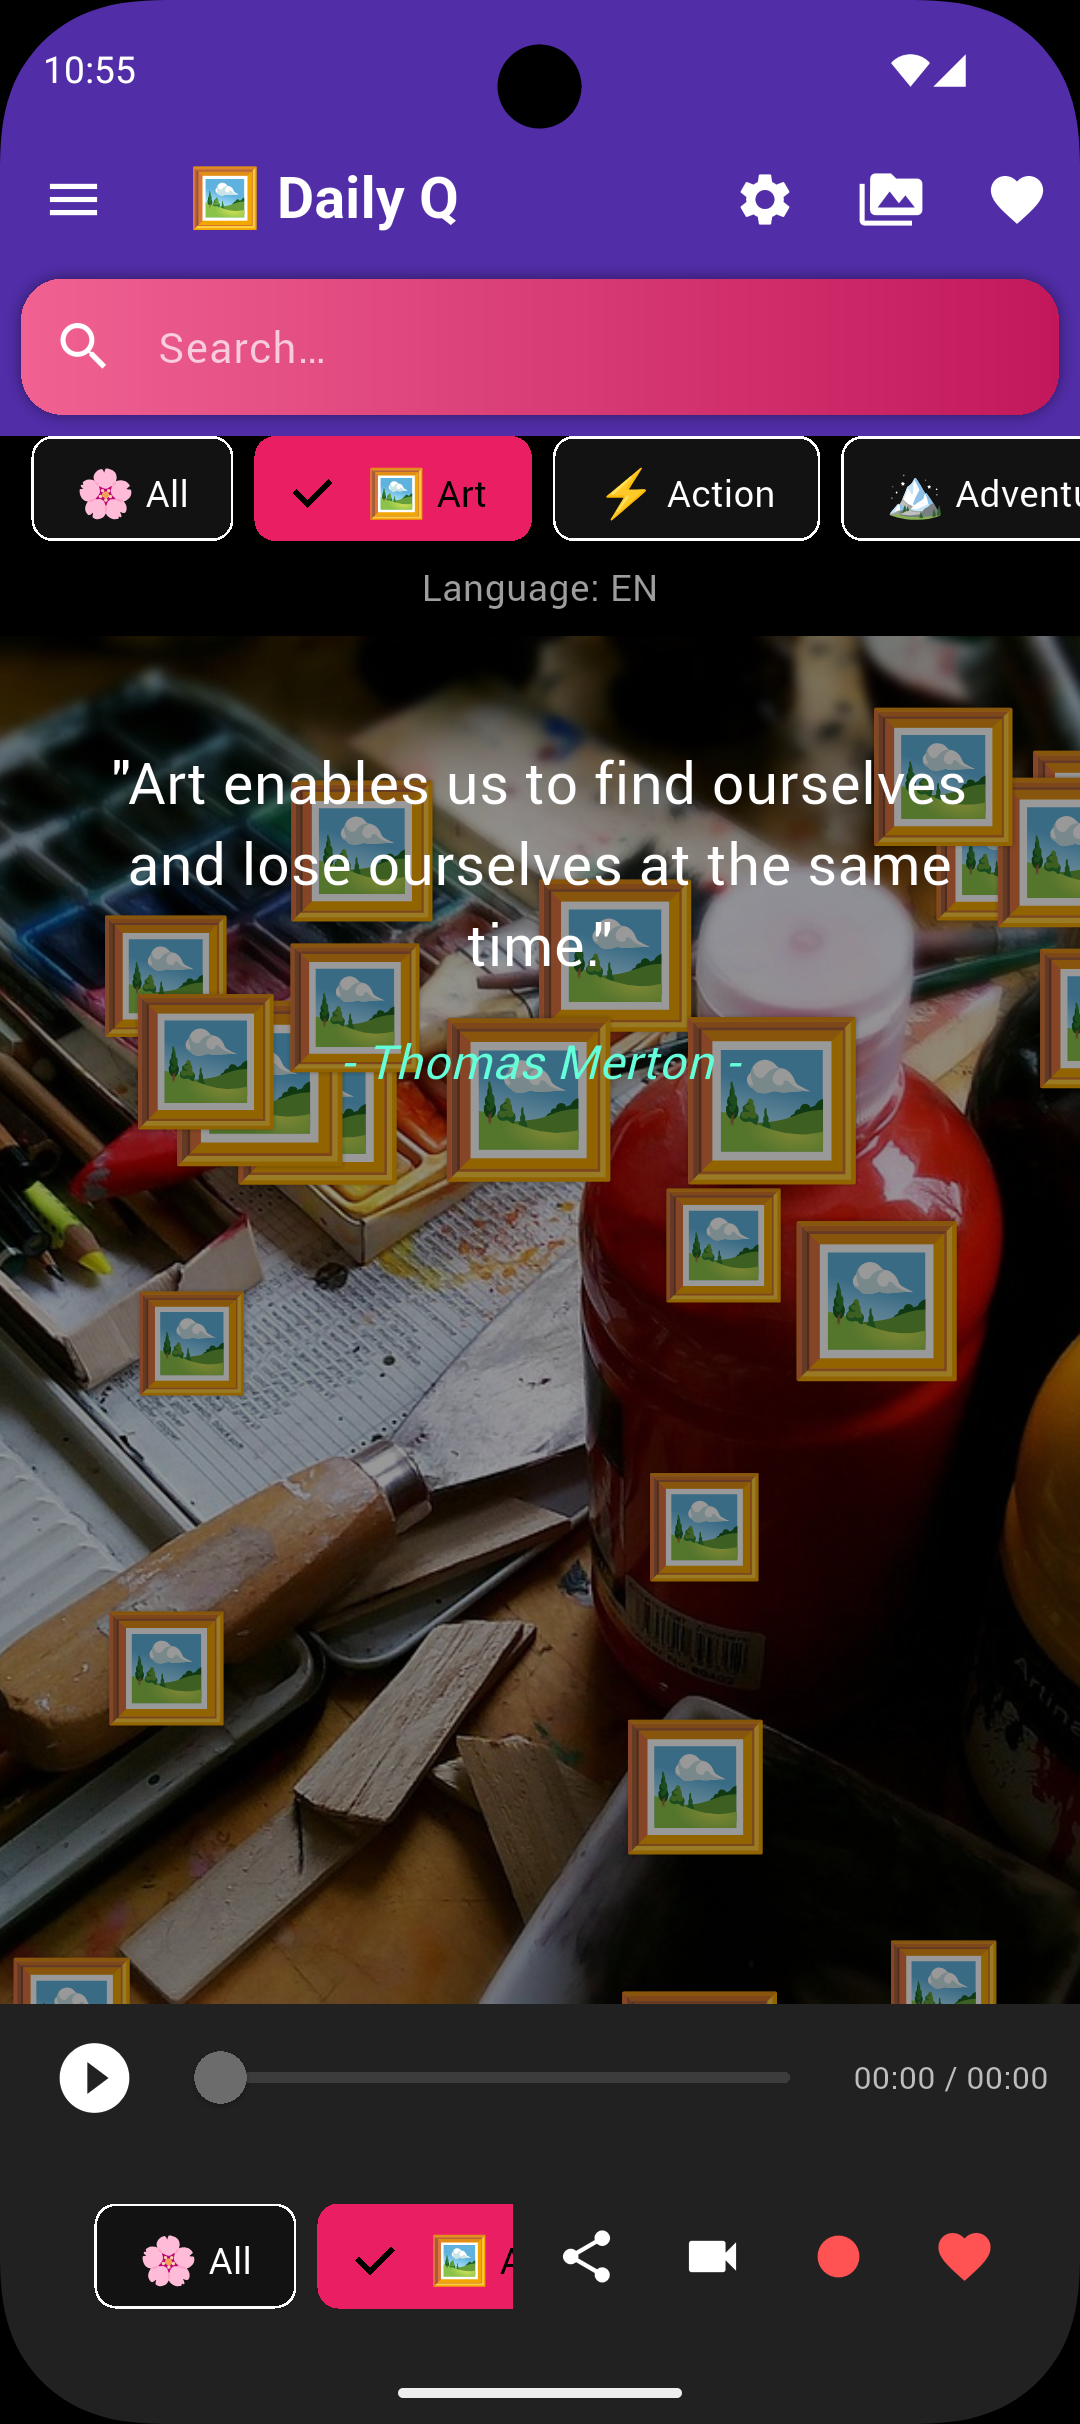 10:55
Daily Q
Search...
All
Art
Action
Adventu
Language: EN
"Art enables us to find ourselves
and lose ourselves at the same
time."
- Thomas Merton -
00:00 / 00:00
All